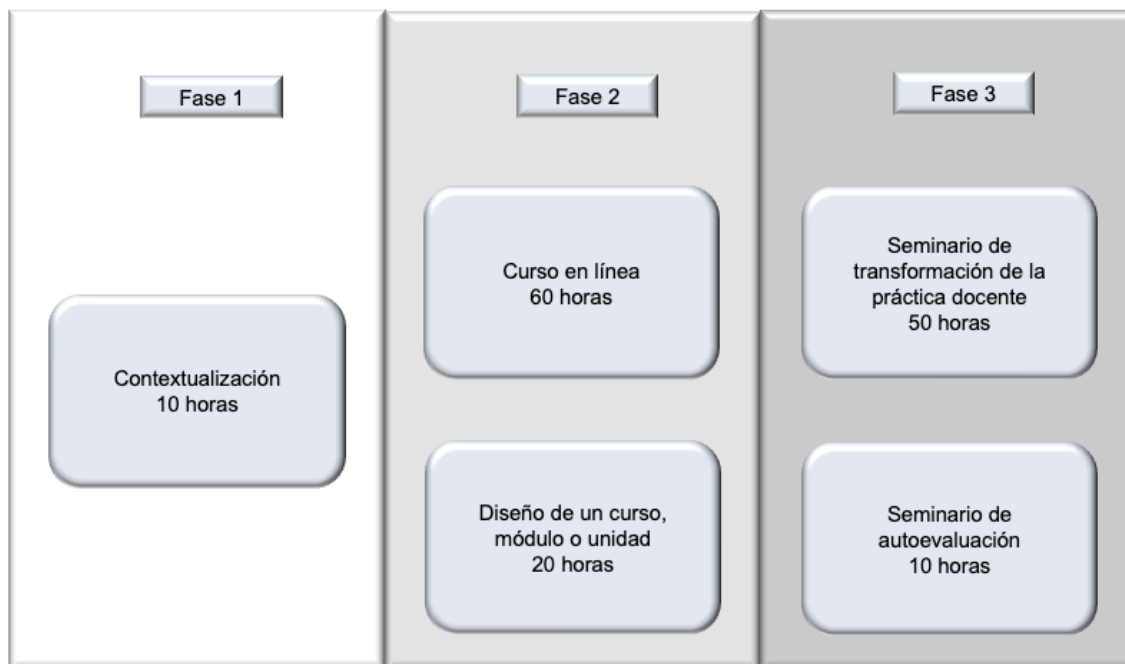 Fase 1
Contextualización
10 horas
Fase 2
Curso en línea
60 horas
Diseño de un curso,
módulo o unidad
20 horas
Fase 3
Seminario de
transformación de la
práctica docente
50 horas
Seminario de
autoevaluación
10 horas